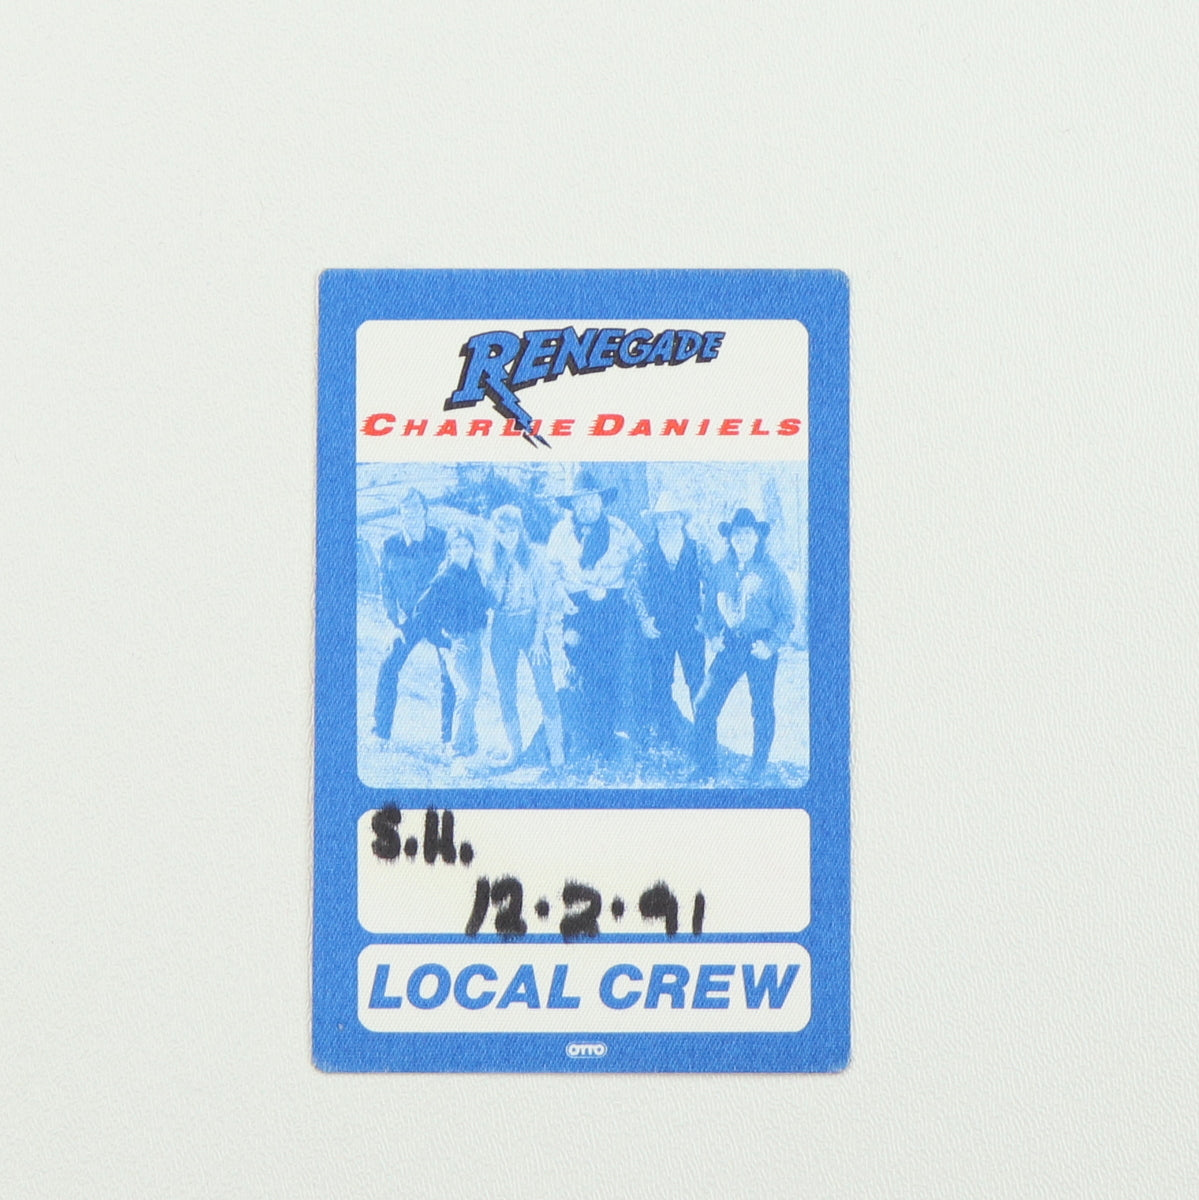 RENEGADE
CHARLIE DANIELS
S.H.
12.2.91
LOCAL CREW
OTTO